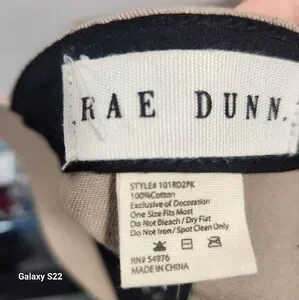 RAE DUNN.
STYLE# 101RD2PK
100%Cotton
Exclusive of Decoration
One Size Fits Most
Do Not Bleach / Dry Flat
Do Not Iron / Spot Clean Only
RN# 54976
MADE IN CHINA
Galaxy S22